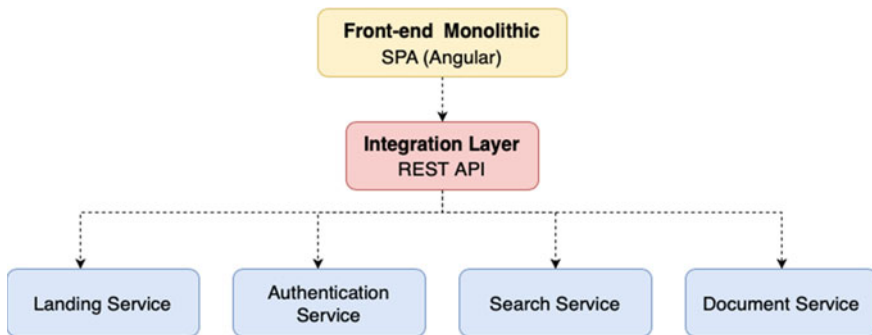 Front-end Monolithic
SPA (Angular)
Integration Layer
REST API
Landing Service
Authentication
Service
Search Service
Document Service